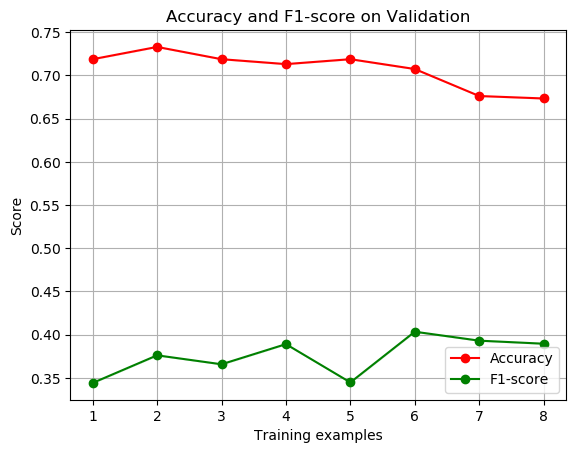 Accuracy and F1-score on Validation
Score
0.75
0.70
0.65
0.60
0.55
0.50
0.45
0.40
0.35
Accuracy
F1-score
1 2 3 4 5 6 7 8
Training examples